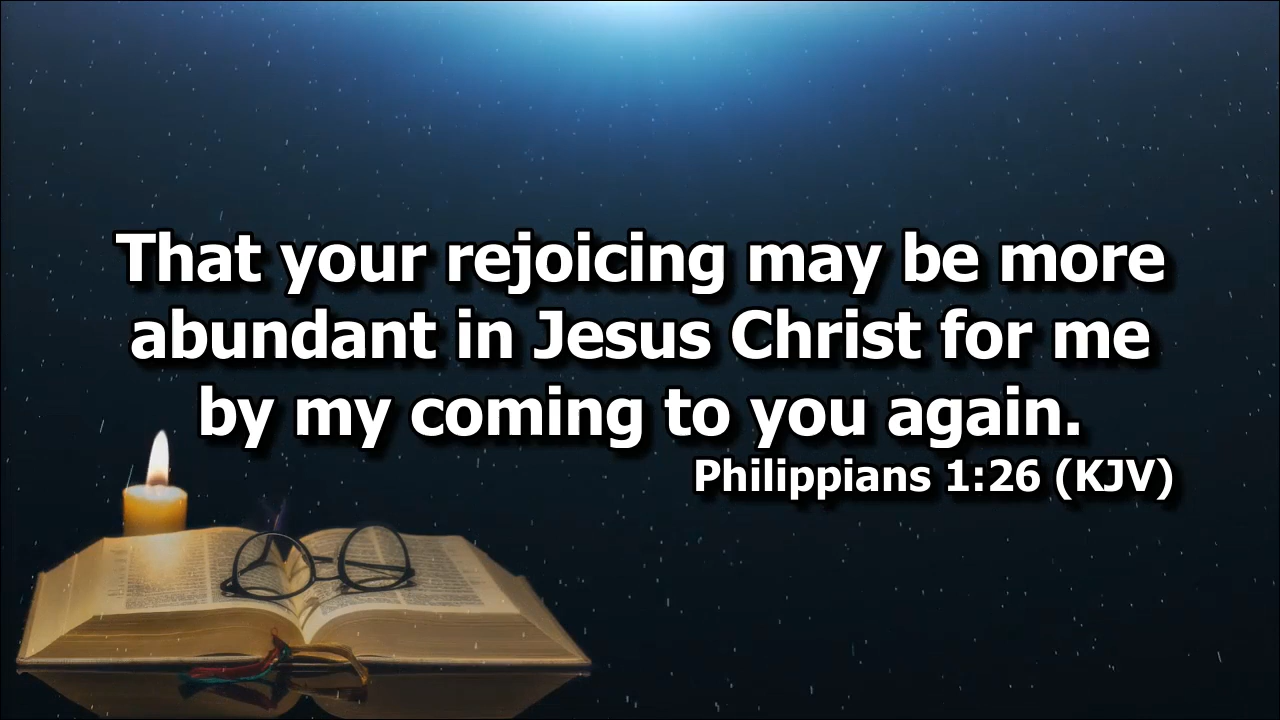 That your rejoicing may be more
abundant in Jesus Christ for me
by my coming to you again.
Philippians 1:26 (KJV)